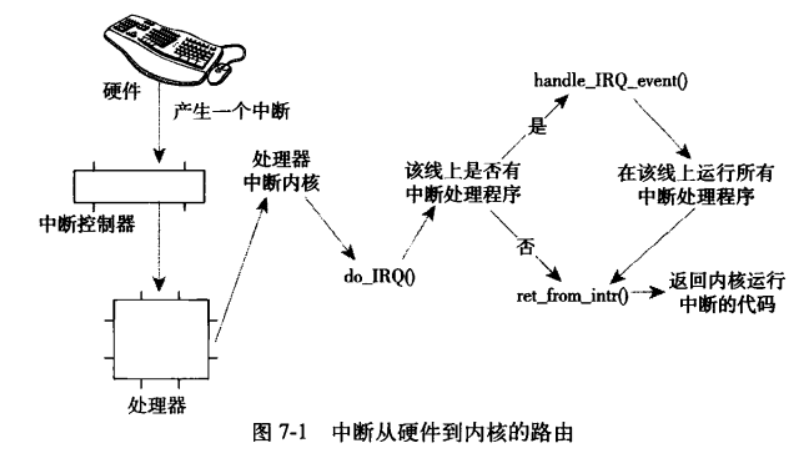 硬件
产生一个中断
中断控制器
处理器
处理器
中断内核
do_IRQ()
该线上是否有
中断处理程序
是
handle_IRQ_event()
在该线上运行所有
中断处理程序
否
ret_from_intr()
返回内核运行
中断的代码
图 7-1 中断从硬件到内核的路由